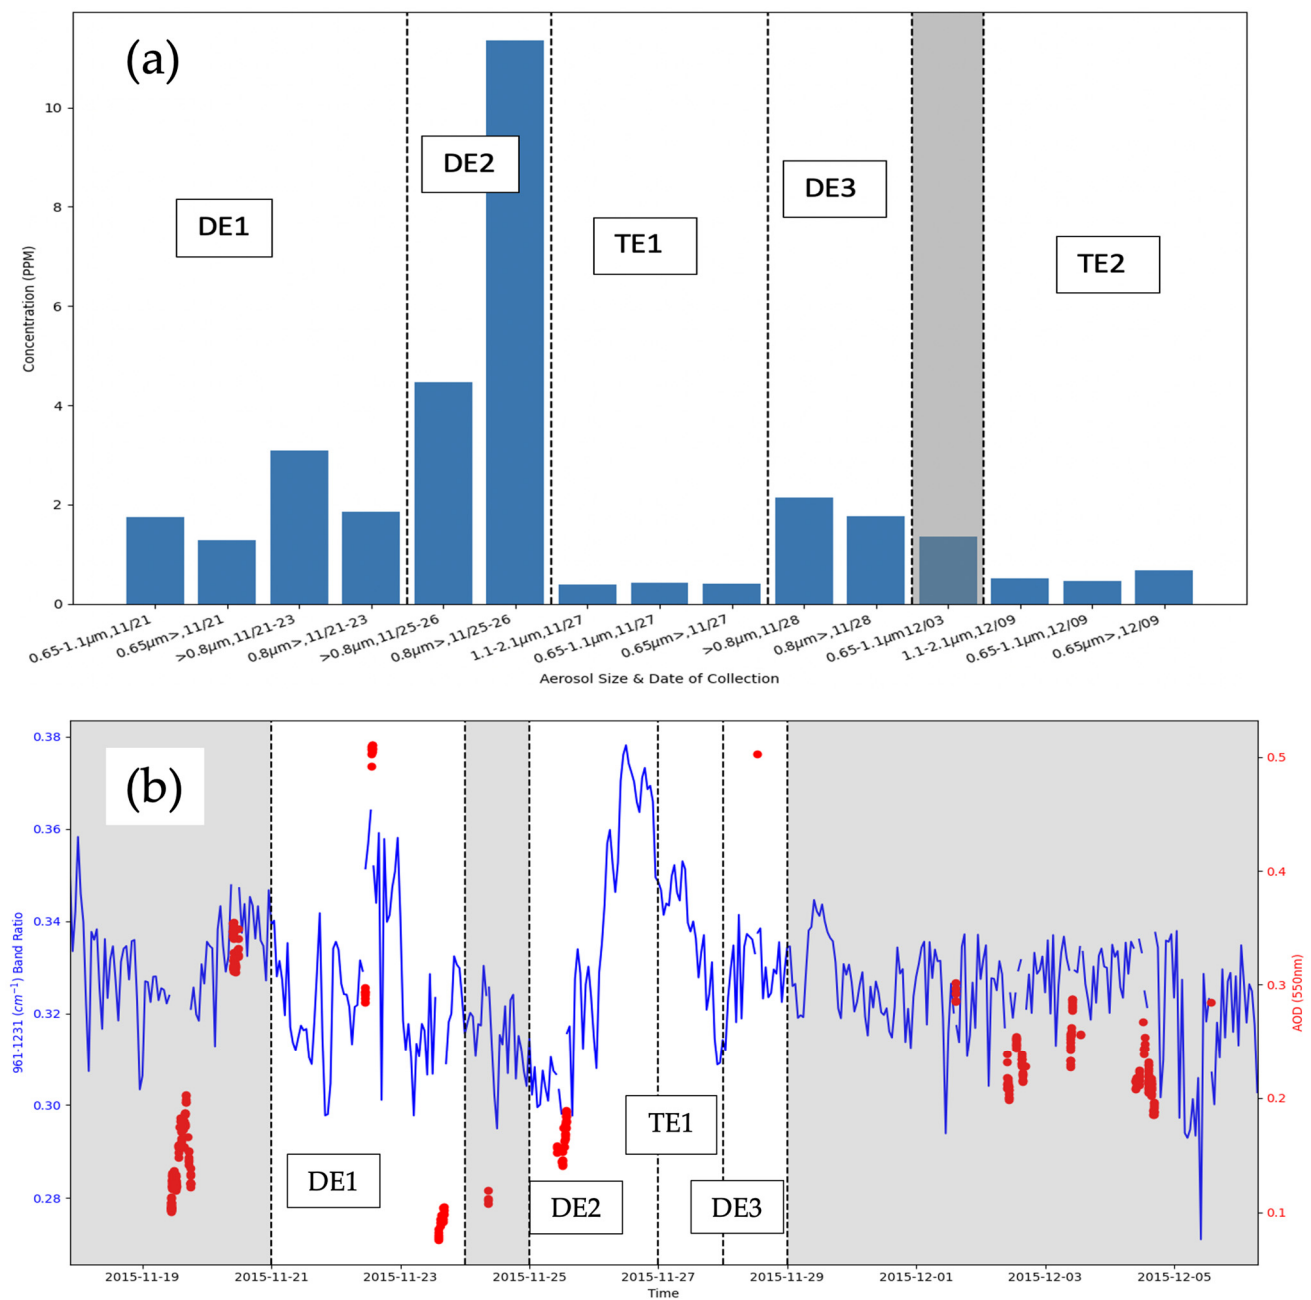 (a)
10
8
6
4
2
0
Concentration (PPM)
DE1
DE2
TE1
DE3
TE2
0.65-1.1μm,11/21
0.65μm>,11/21
>0.8μm,11/21-23
0.8μm>,11/21-23
>0.8μm,11/25-26
0.8μm>,11/25-26
1.1-2.1μm,11/27
0.65-1.1μm,11/27
0.65μm>,11/27
>0.8μm,11/28
0.8μm>,11/28
0.65-1.1μm12/03
1.1-2.1μm,12/09
0.65-1.1μm,12/09
0.65μm>,12/09
Aerosol Size & Date of Collection
(b)
0.38
0.36
0.34
0.32
0.30
0.28
961-1231 (cm⁻¹) Band Ratio
0.5
0.4
0.3
0.2
0.1
AOD (550nm)
DE1
DE2
TE1
DE3
2015-11-19
2015-11-21
2015-11-23
2015-11-25
2015-11-27
2015-11-29
2015-12-01
2015-12-03
2015-12-05
Time